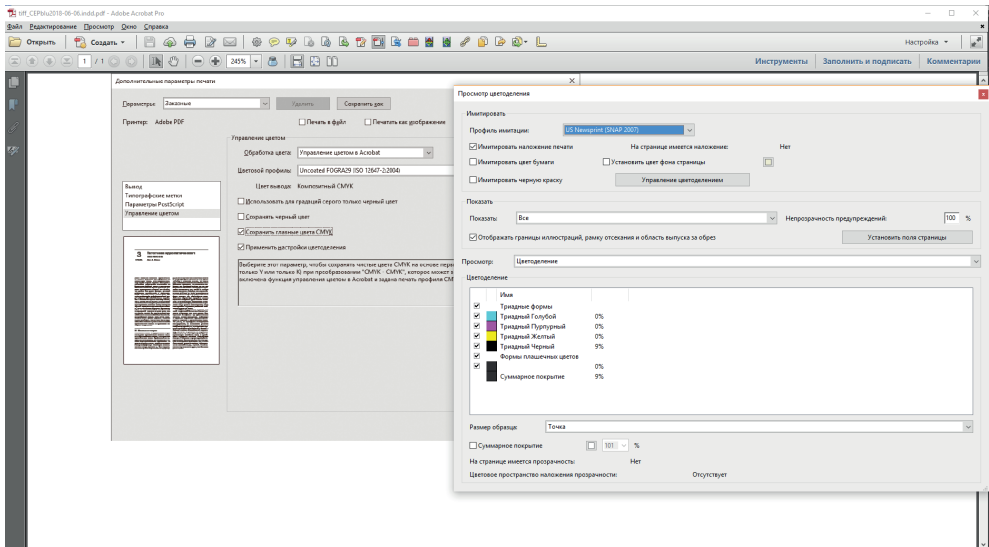 tiff_CEPblu2018-06-06.indd.pdf - Adobe Acrobat Pro
Файл Редактирование Просмотр Окно Справка
Открыть Создать
Настройка
1 / 1 245%
Инструменты Заполнить и подписать Комментарии
Дополнительные параметры печати
Параметры: Заказные Удалить Сохранить как
Принтер: Adobe PDF Печать в файл Печатать как изображение
Управление цветом
Обработка цвета: Управление цветом в Acrobat
Цветовой профиль: Uncoated FOGRA29 (ISO 12647-2:2004)
Цвет вывода: Композитный CMYK
Использовать для градаций серого только черный цвет
Сохранять черный цвет
Сохранить главные цвета CMYK
Применить настройки цветоделения
Выберите этот параметр, чтобы сохранить чистые цвета CMYK на основе
только Y или только K) при преобразовании "CMYK - CMYK", которое может
включена функция управления цветом в Acrobat и задана печать профиля
Вывод
Типографские метки
Параметры PostScript
Управление цветом
3
Просмотр цветоделения
Имитировать
Профиль имитации: US Newsprint (SNAP 2007)
Имитировать наложение печати На странице имеется наложение: Нет
Имитировать цвет бумаги Установить цвет фона страницы
Имитировать черную краску Управление цветоделением
Показать
Показать: Все Непрозрачность предупреждений: 100 %
Отображать границы иллюстраций, рамку отсекания и область выпуска за обрез Установить поля страницы
Просмотр: Цветоделение
Цветоделение
Имя
Триадные формы
Триадный Голубой 0%
Триадный Пурпурный 0%
Триадный Желтый 0%
Триадный Черный 9%
Формы плашечных цветов
0%
Суммарное покрытие 9%
Размер образца: Точка
Суммарное покрытие 101 %
На странице имеется прозрачность: Нет
Цветовое пространство наложения прозрачности: Отсутствует